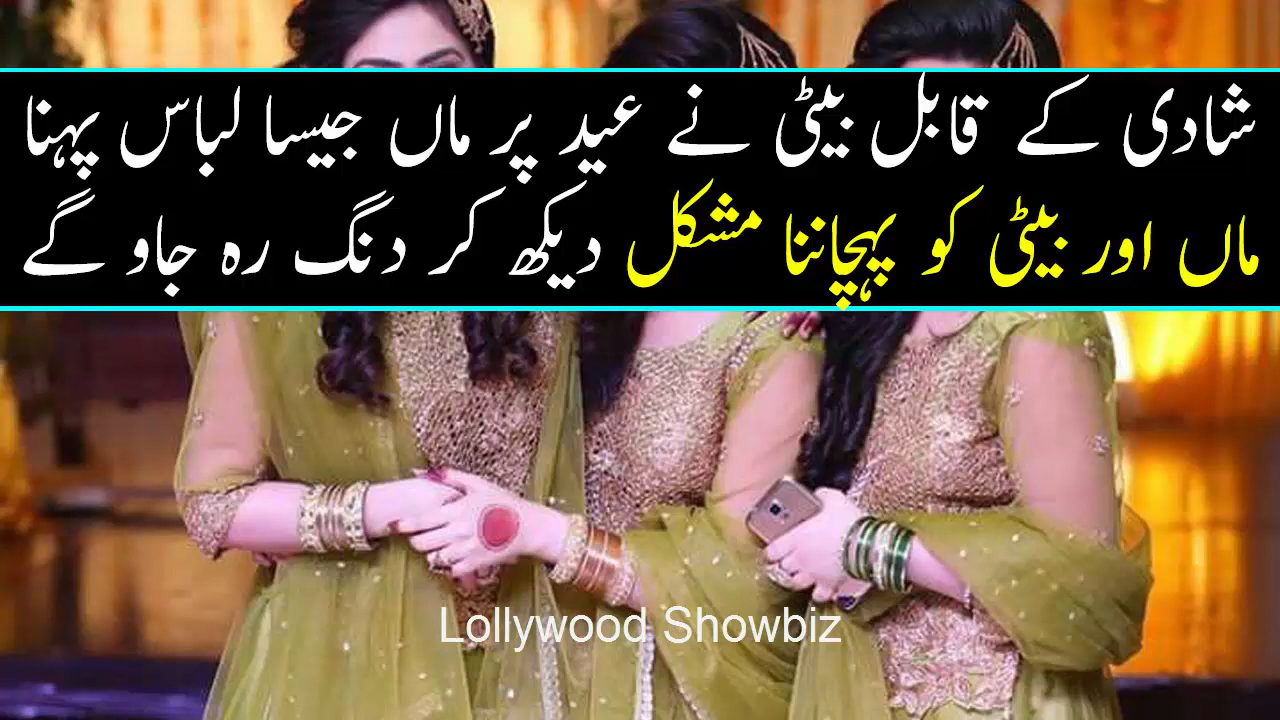 شادی کے قابل بیٹی نے عید پر ماں جیسا لباس پہنا
ماں اور بیٹی کو پہچاننا مشکل دیکھ کر دنگ رہ جاو گے
Lollywood Showbiz